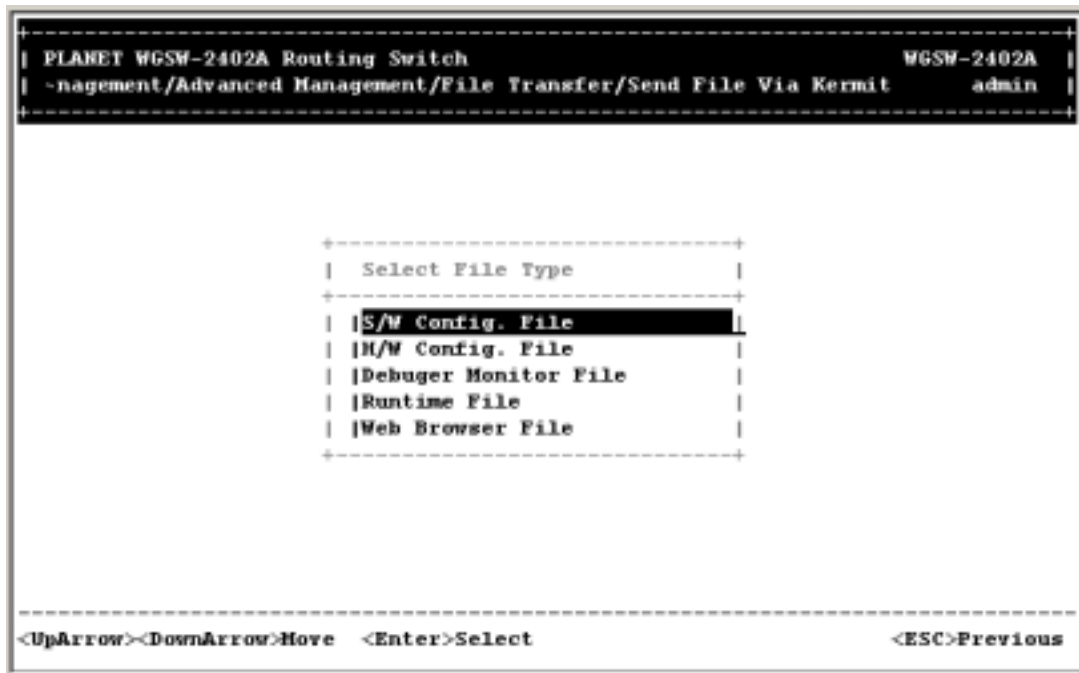 PLANET WGSW-2402A Routing Switch WGSW-2402A
~nagement/Advanced Management/File Transfer/Send File Via Kermit admin
Select File Type
S/W Config. File
H/W Config. File
Debuger Monitor File
Runtime File
Web Browser File
<UpArrow><DownArrow>Move <Enter>Select <ESC>Previous